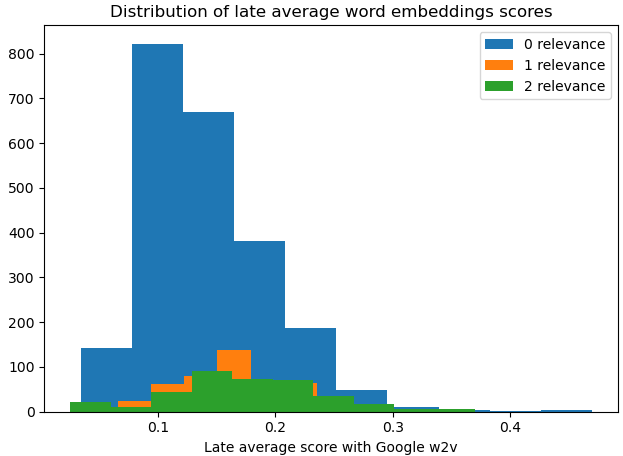 Distribution of late average word embeddings scores
0 relevance
1 relevance
2 relevance
800
700
600
500
400
300
200
100
0
0.1 0.2 0.3 0.4
Late average score with Google w2v